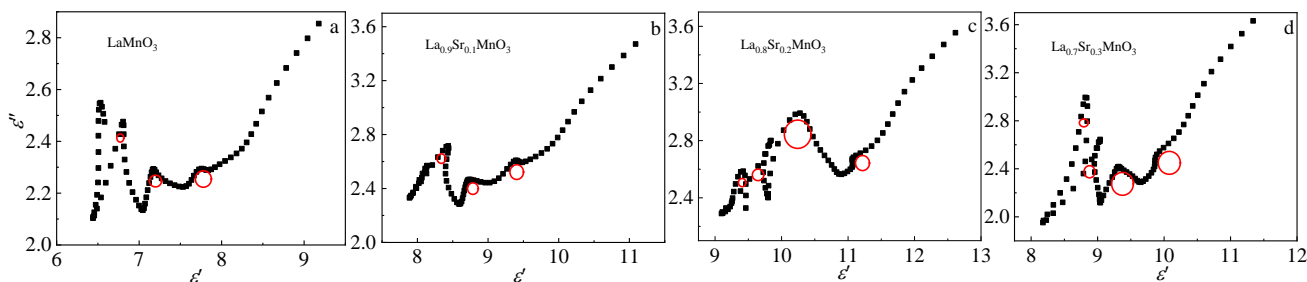 a
LaMnO₃
ε″
2.8
2.6
2.4
2.2
2.0
6
7
8
9
ε′
b
La₀.₉Sr₀.₁MnO₃
3.6
3.2
2.8
2.4
2.0
8
9
10
11
ε′
c
La₀.₈Sr₀.₂MnO₃
3.6
3.2
2.8
2.4
9
10
11
12
13
ε′
d
La₀.₇Sr₀.₃MnO₃
3.6
3.2
2.8
2.4
2.0
8
9
10
11
12
ε′